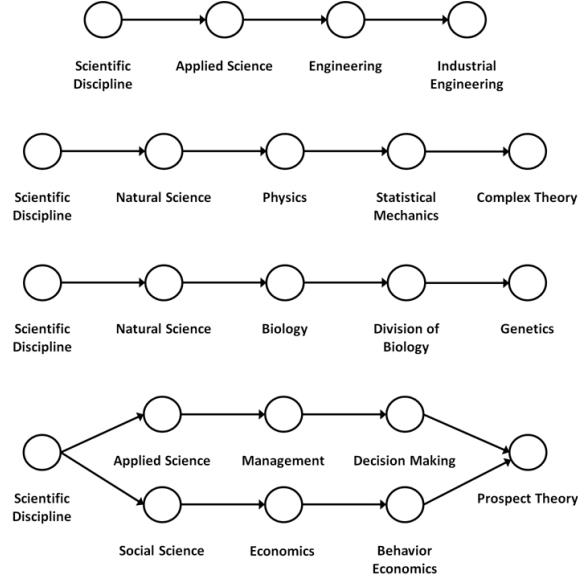 Scientific Discipline
Applied Science
Engineering
Industrial Engineering
Scientific Discipline
Natural Science
Physics
Statistical Mechanics
Complex Theory
Scientific Discipline
Natural Science
Biology
Division of Biology
Genetics
Scientific Discipline
Applied Science
Management
Decision Making
Prospect Theory
Social Science
Economics
Behavior Economics